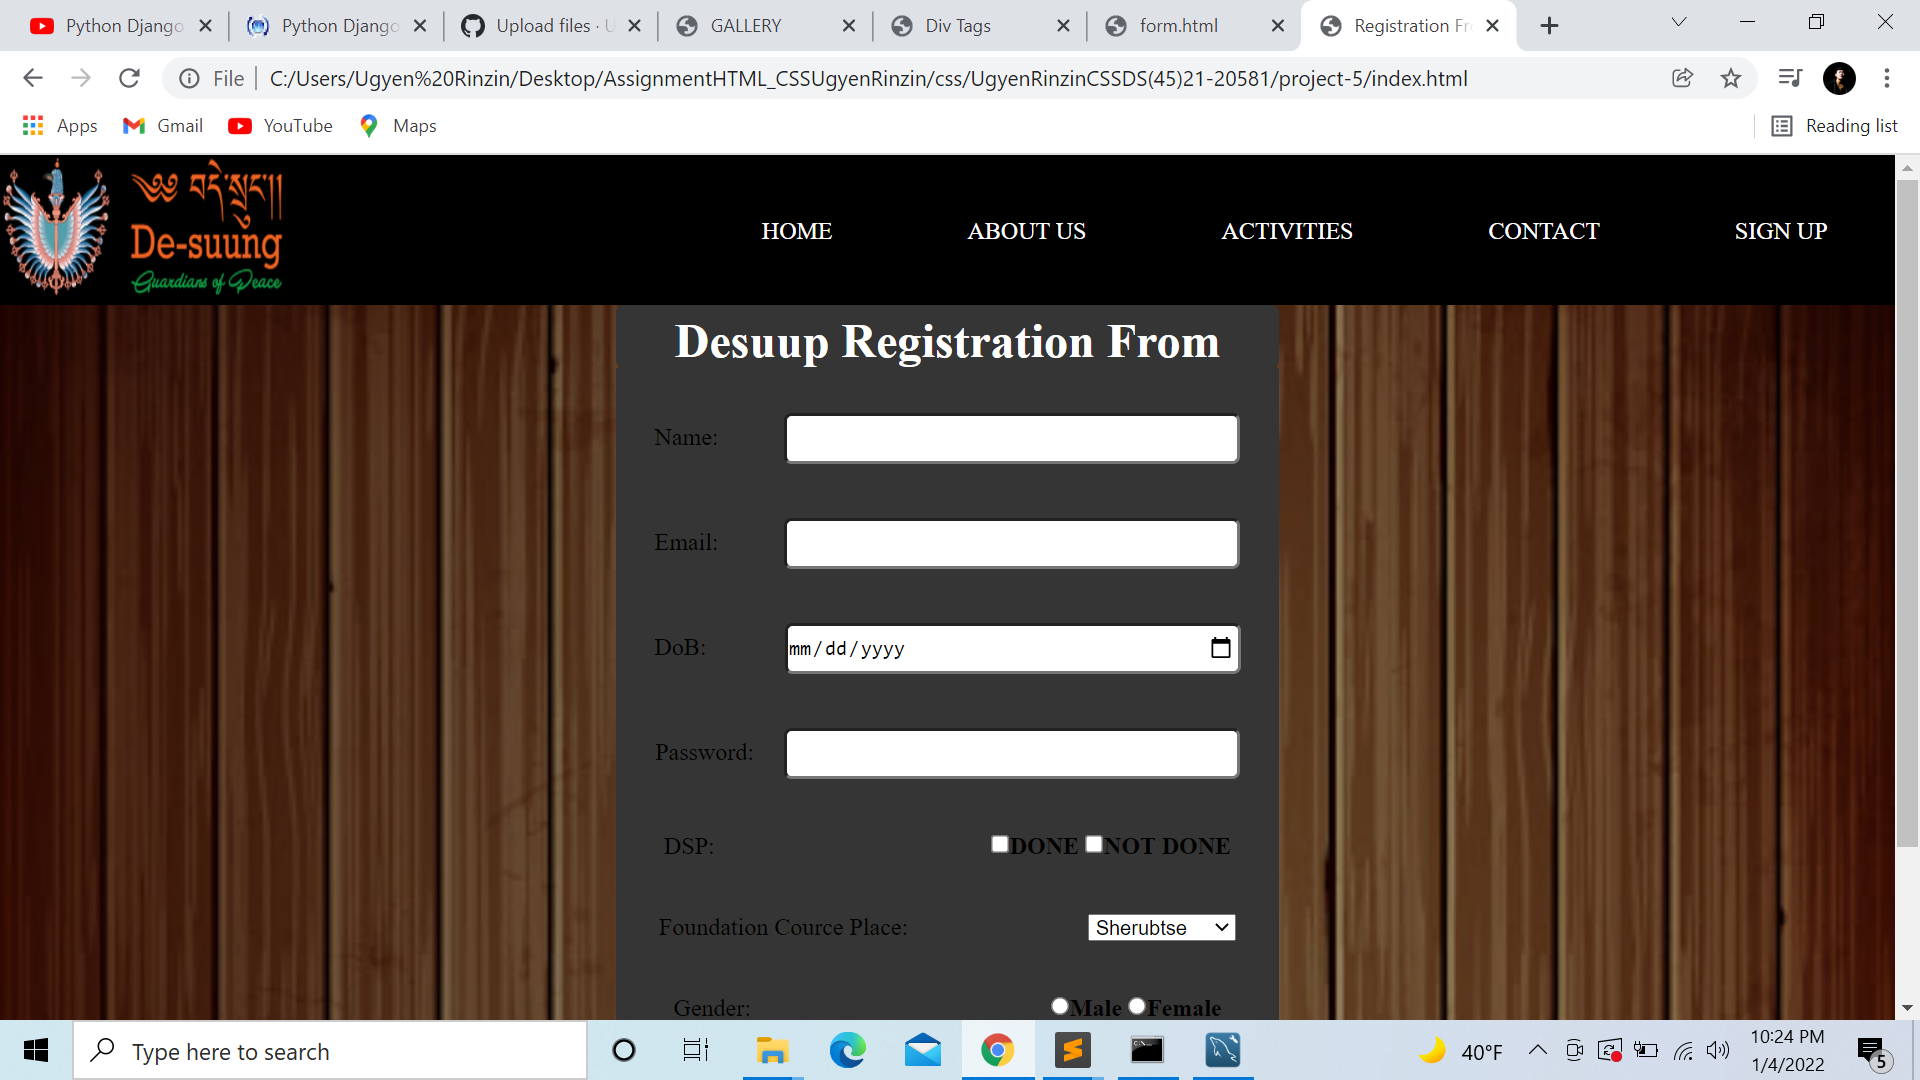 Python Django
Python Django
Upload files · U
GALLERY
Div Tags
form.html
Registration Fr
File
C:/Users/Ugyen%20Rinzin/Desktop/AssignmentHTML_CSSUgyenRinzin/css/UgyenRinzinCSSDS(45)21-20581/project-5/index.html
Apps
Gmail
YouTube
Maps
Reading list
༄༅ བདེ་སྲུང་།།
De-suung
Guardians of Peace
HOME
ABOUT US
ACTIVITIES
CONTACT
SIGN UP
Desuup Registration From
Name:
Email:
DoB:
mm/dd/yyyy
Password:
DSP:
DONE
NOT DONE
Foundation Cource Place:
Sherubtse
Gender:
Male
Female
Type here to search
40°F
10:24 PM
1/4/2022
5